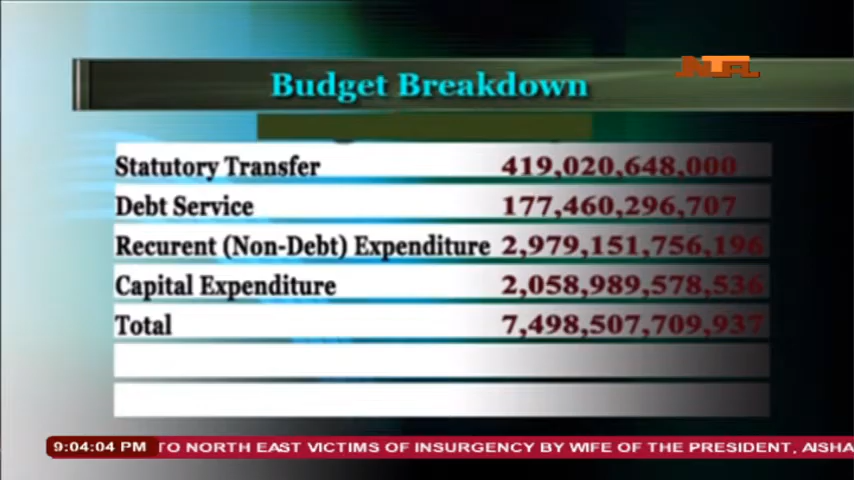 NTFL
Budget Breakdown
Statutory Transfer 419,020,648,000
Debt Service 177,460,296,707
Recurent (Non-Debt) Expenditure 2,979,151,756,196
Capital Expenditure 2,058,989,578,536
Total 7,498,507,709,937
9:04:04 PM TO NORTH EAST VICTIMS OF INSURGENCY BY WIFE OF THE PRESIDENT, AISHA